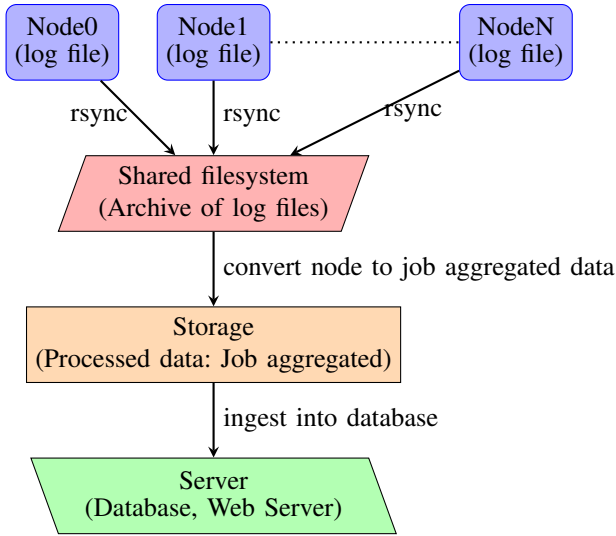 Node0
(log file)
Node1
(log file)
NodeN
(log file)
rsync
rsync
rsync
Shared filesystem
(Archive of log files)
convert node to job aggregated data
Storage
(Processed data: Job aggregated)
ingest into database
Server
(Database, Web Server)